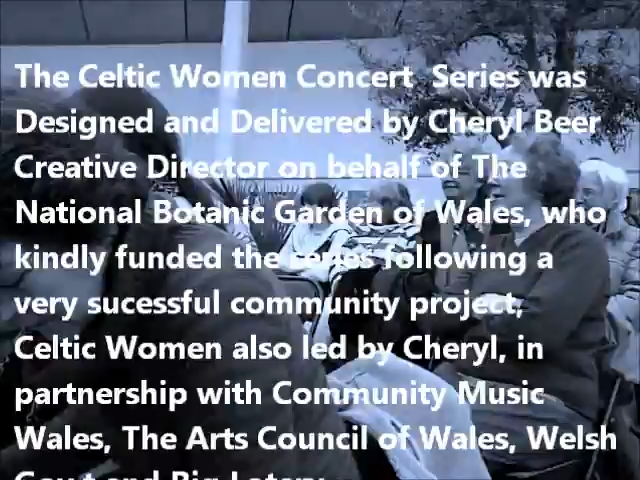 The Celtic Women Concert Series was
Designed and Delivered by Cheryl Beer
Creative Director on behalf of The
National Botanic Garden of Wales, who
kindly funded the series following a
very sucessful community project,
Celtic Women also led by Cheryl, in
partnership with Community Music
Wales, The Arts Council of Wales, Welsh
and Big